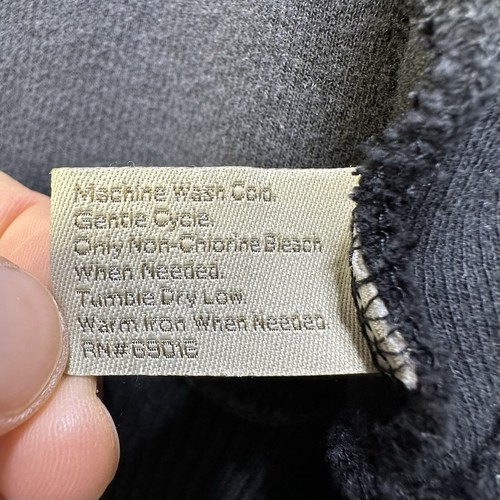 Machine Wash Cold.
Gentle Cycle.
Only Non-Chlorine Bleach
When Needed.
Tumble Dry Low.
Warm Iron When Needed.
RN#69016